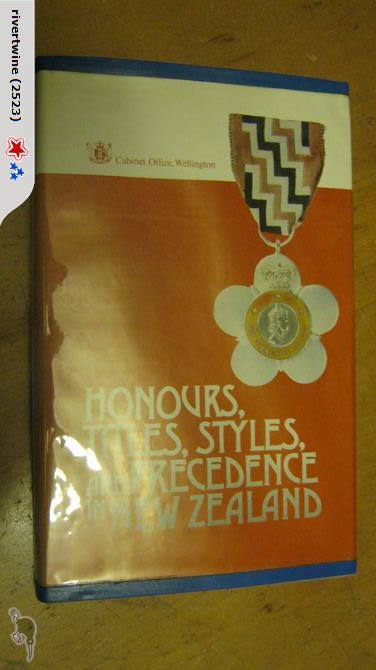 rivertwine (2523)
Cabinet Office, Wellington
HONOURS,
TITLES, STYLES,
AND PRECEDENCE
IN NEW ZEALAND